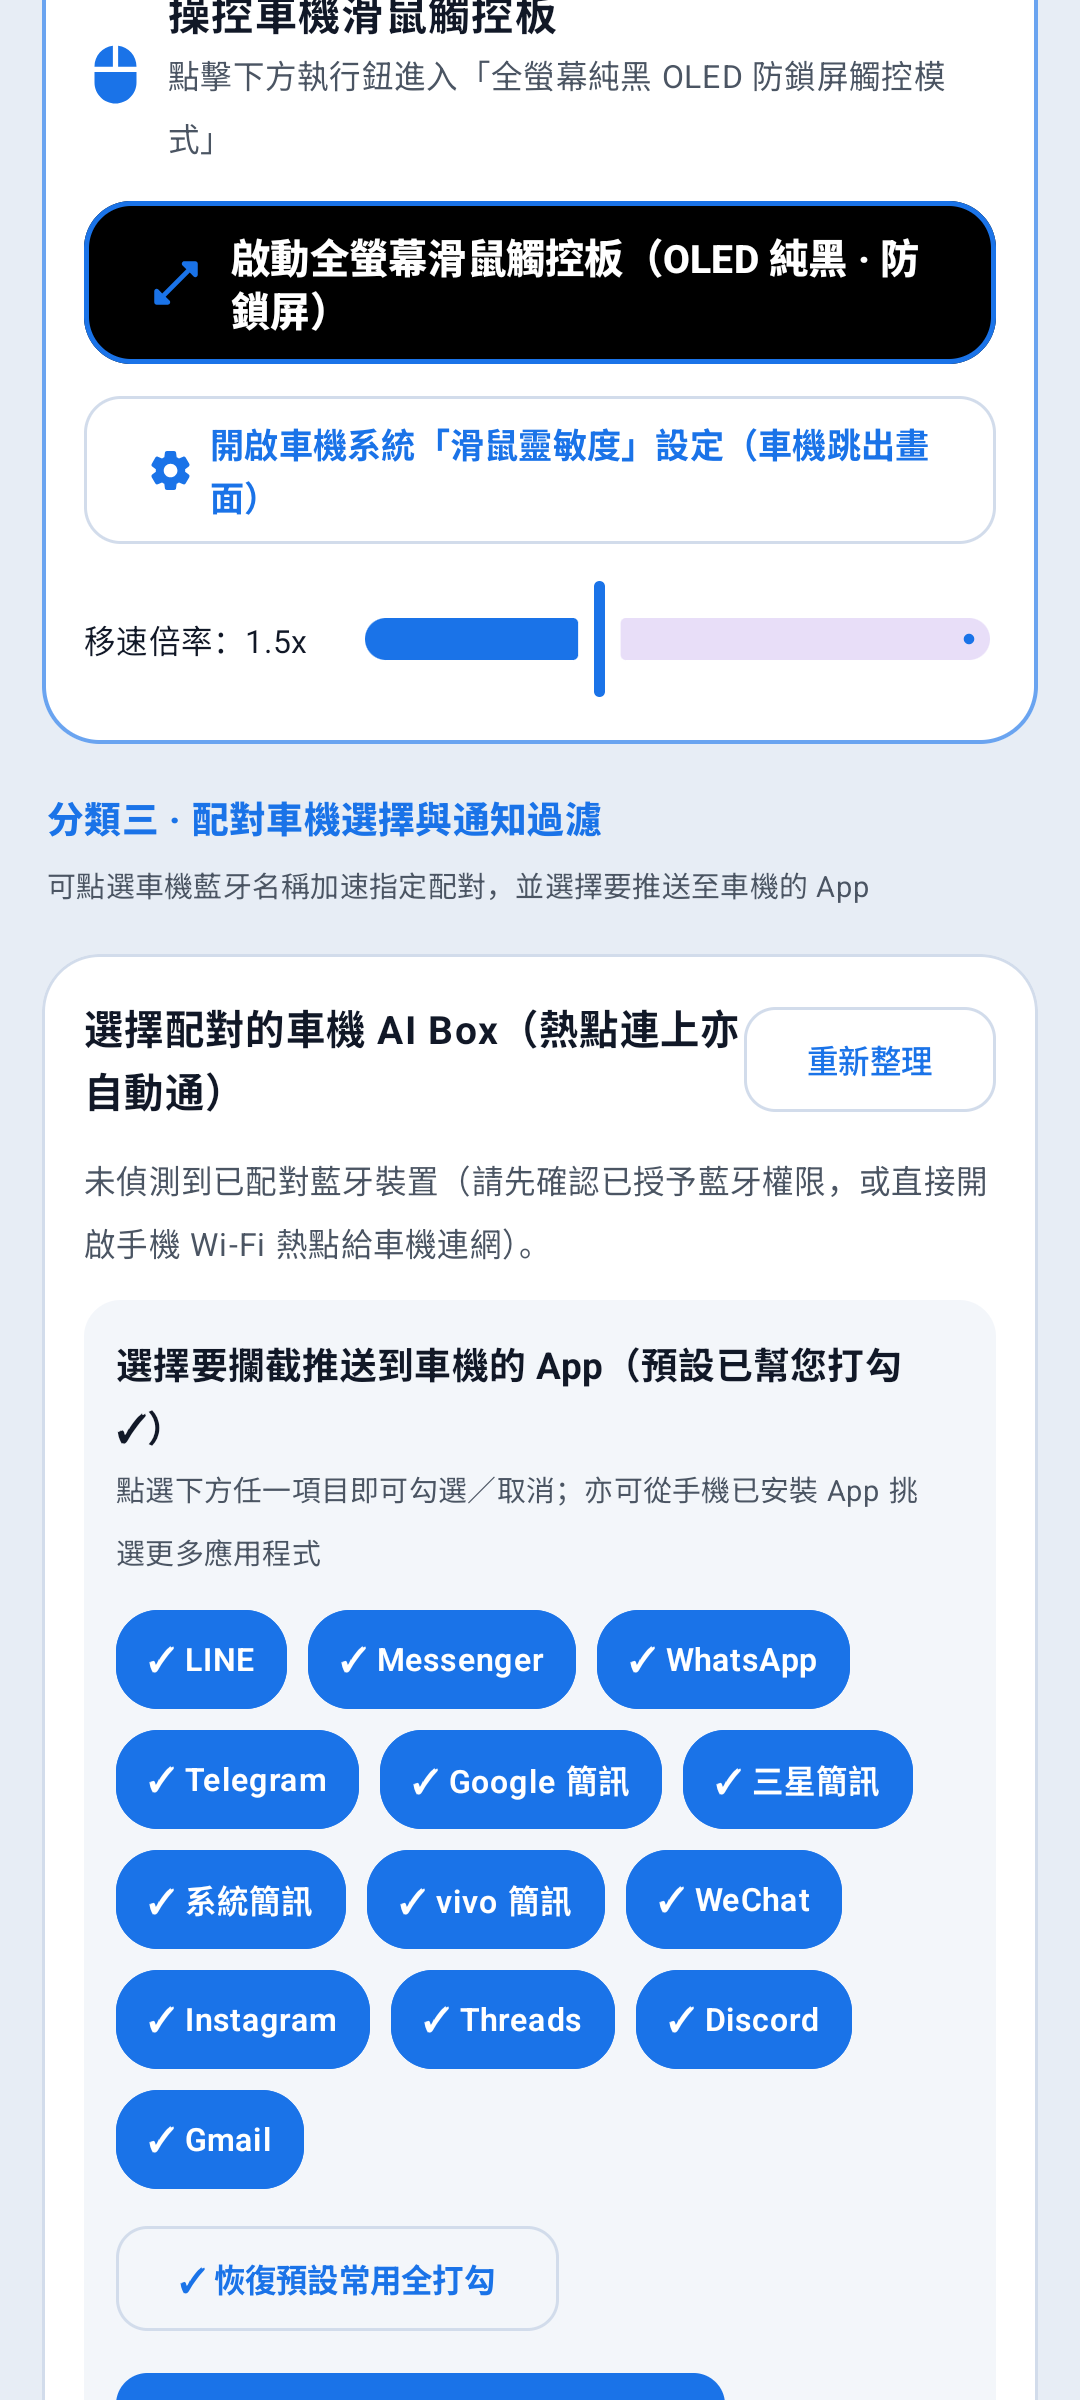 操控車機滑鼠觸控板
點擊下方執行鈕進入「全螢幕純黑 OLED 防鎖屏觸控模
式」
啟動全螢幕滑鼠觸控板（OLED 純黑 · 防
鎖屏）
開啟車機系統「滑鼠靈敏度」設定（車機跳出畫
面）
移速倍率：1.5x
分類三 · 配對車機選擇與通知過濾
可點選車機藍牙名稱加速指定配對，並選擇要推送至車機的 App
選擇配對的車機 AI Box（熱點連上亦
自動通）
重新整理
未偵測到已配對藍牙裝置（請先確認已授予藍牙權限，或直接開
啟手機 Wi-Fi 熱點給車機連網）。
選擇要攔截推送到車機的 App（預設已幫您打勾
✓）
點選下方任一項目即可勾選／取消；亦可從手機已安裝 App 挑
選更多應用程式
✓ LINE
✓ Messenger
✓ WhatsApp
✓ Telegram
✓ Google 簡訊
✓ 三星簡訊
✓ 系統簡訊
✓ vivo 簡訊
✓ WeChat
✓ Instagram
✓ Threads
✓ Discord
✓ Gmail
✓ 恢復預設常用全打勾